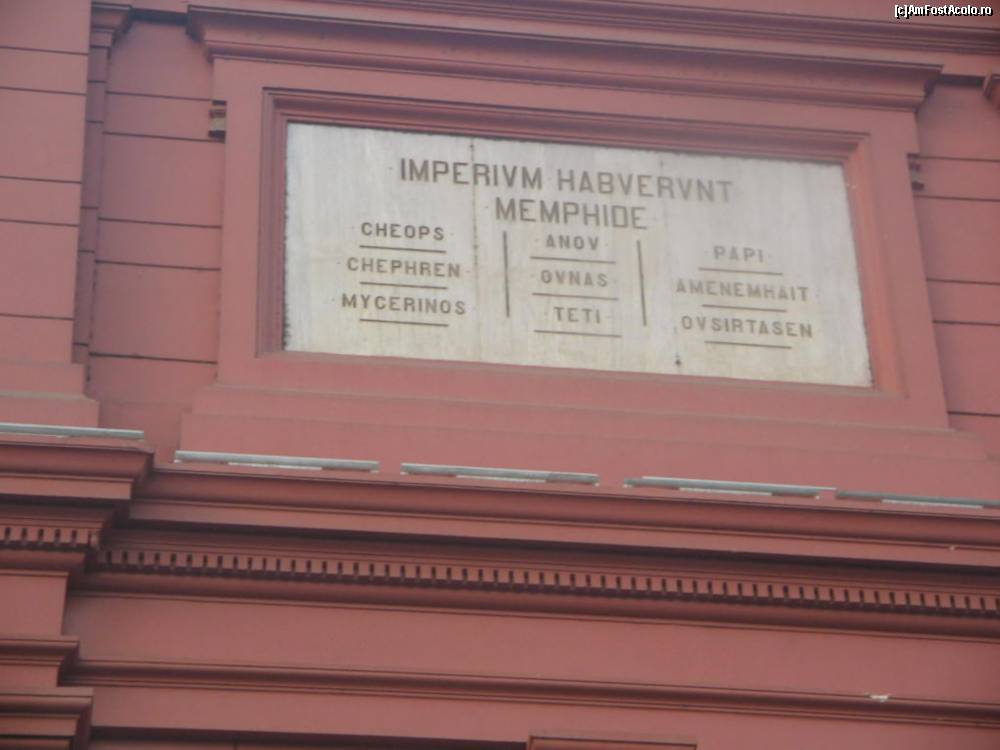 [c]AmFostAcolo.ro
IMPERIVM HABVERVNT
MEMPHIDE
CHEOPS
CHEPHREN
MYCERINOS
ANOV
OVNAS
TETI
PAPI
AMENEMHAIT
OVSIRTASEN